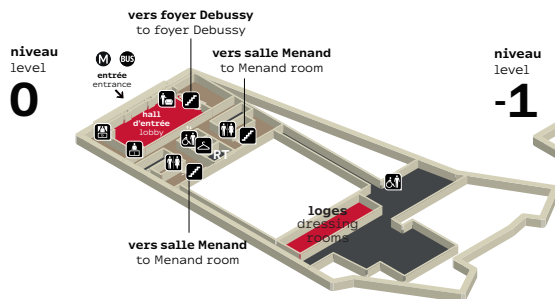 vers foyer Debussy
to foyer Debussy
niveau
level
0
M BUS
entrée
entrance
vers salle Menand
to Menand room
niveau
level
-1
hall
d'entrée
lobby
RT
loges
dressing
rooms
vers salle Menand
to Menand room